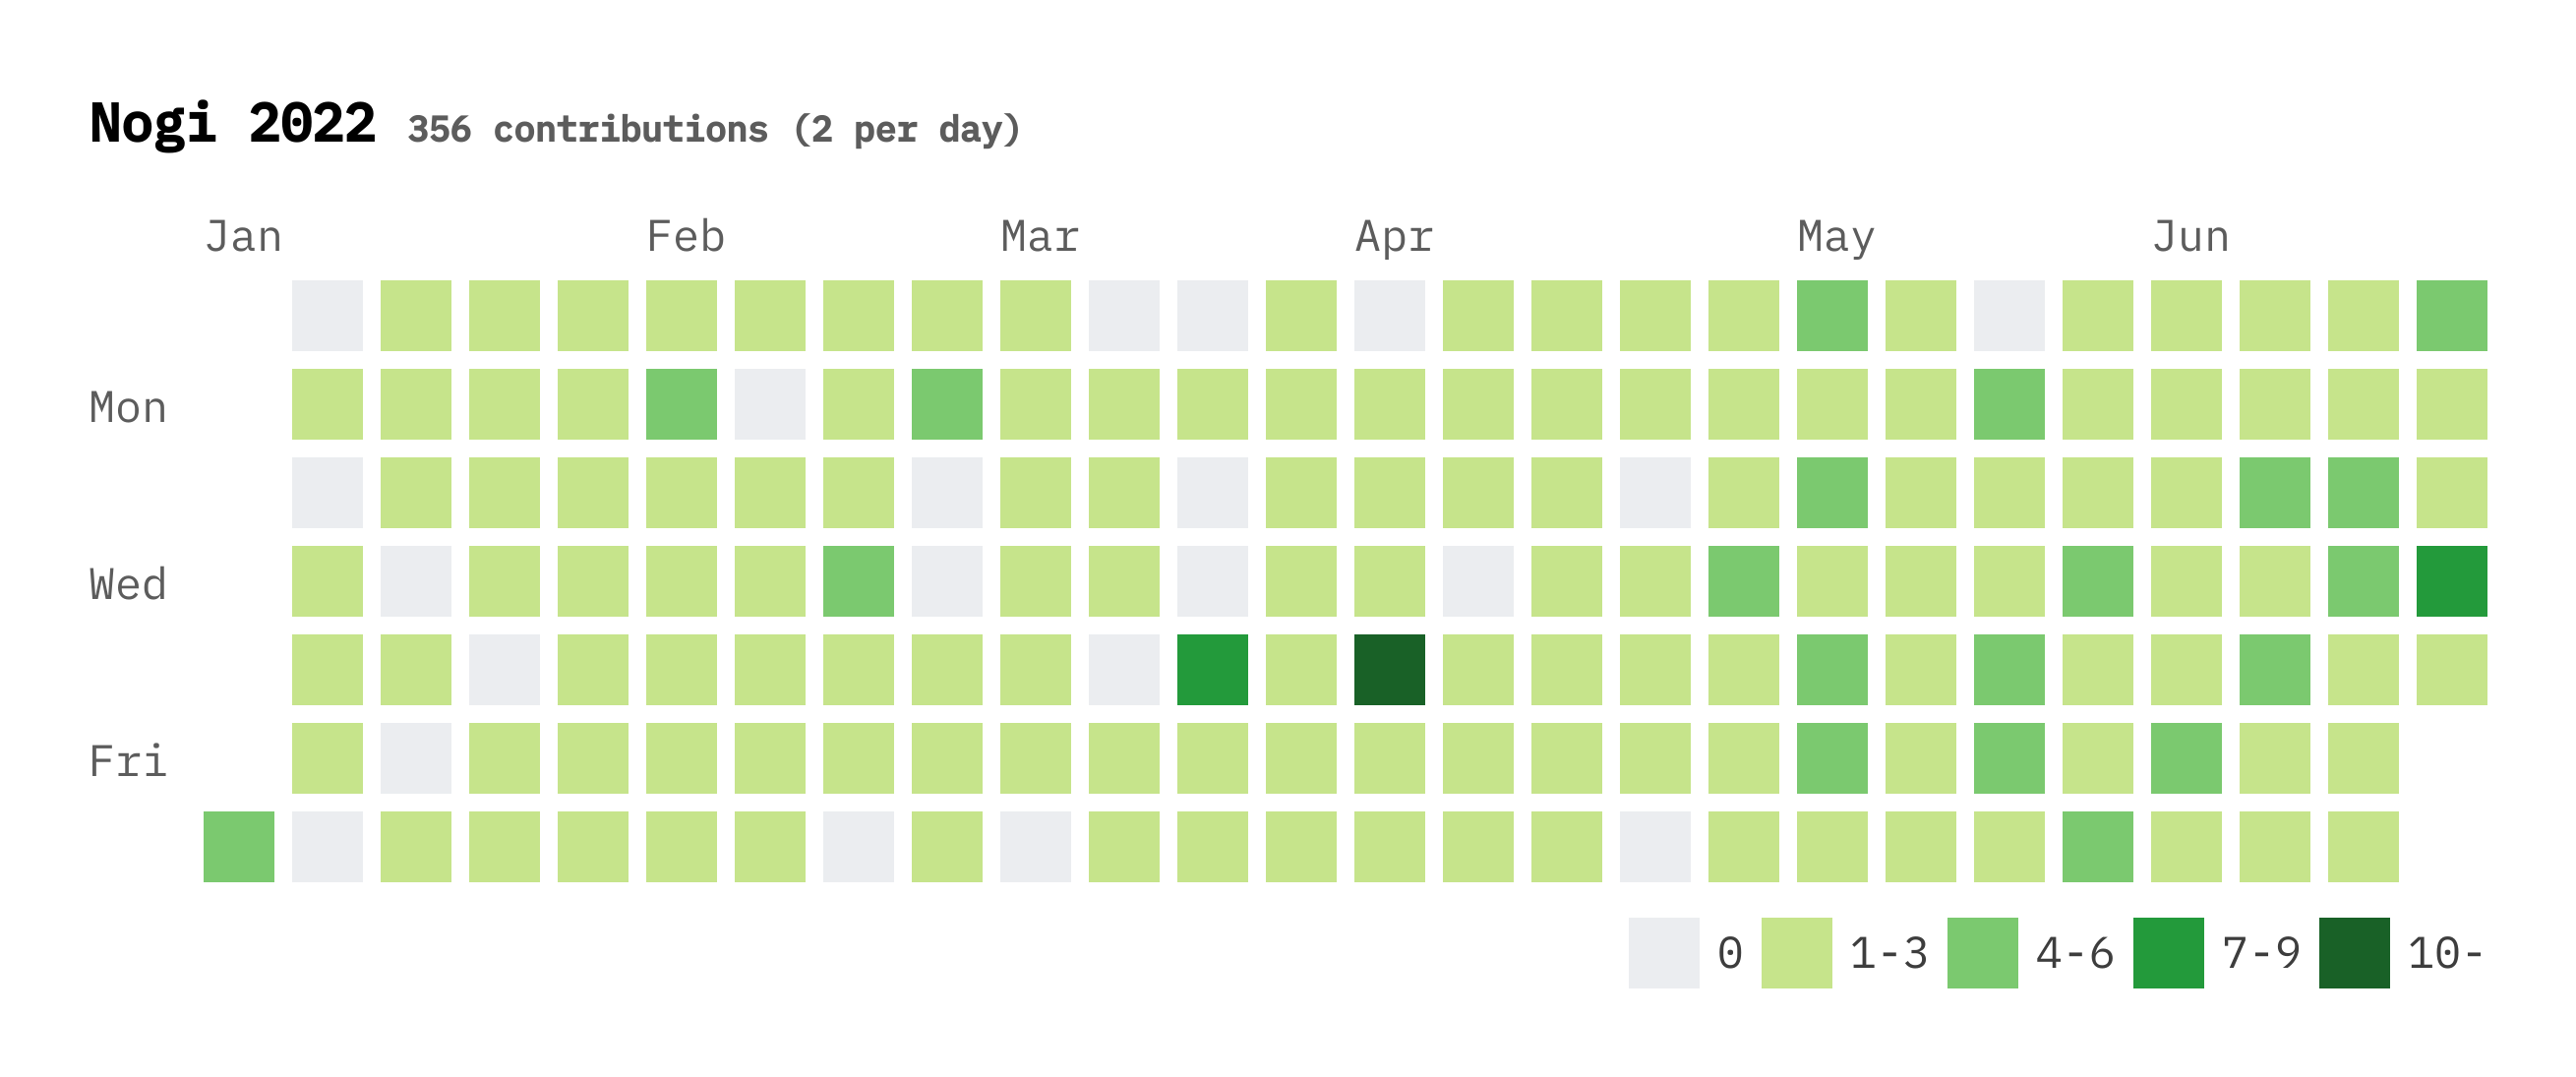 Nogi 2022 356 contributions (2 per day)
Jan Feb Mar Apr May Jun
Mon
Wed
Fri
0 1-3 4-6 7-9 10-